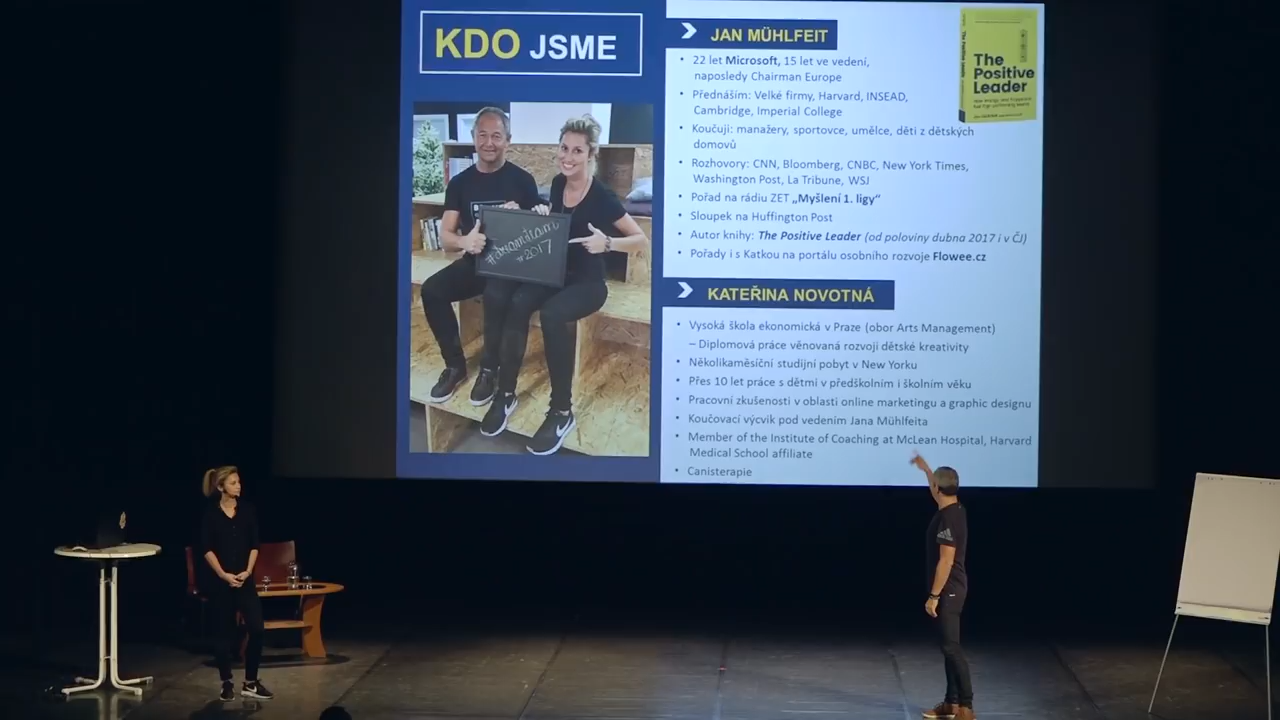 KDO JSME
#dreamteam
#2017
JAN MÜHLFEIT
22 let Microsoft, 15 let ve vedení,
naposledy Chairman Europe
Přednáším: Velké firmy, Harvard, INSEAD,
Cambridge, Imperial College
Koučuji: manažery, sportovce, umělce, děti z dětských
domovů
Rozhovory: CNN, Bloomberg, CNBC, New York Times,
Washington Post, La Tribune, WSJ
Pořad na rádiu ZET „Myšlení 1. ligy“
Sloupek na Huffington Post
Autor knihy: The Positive Leader (od poloviny dubna 2017 i v ČJ)
Pořady i s Katkou na portálu osobního rozvoje Flowee.cz
The
Positive
Leader
KATEŘINA NOVOTNÁ
Vysoká škola ekonomická v Praze (obor Arts Management)
– Diplomová práce věnovaná rozvoji dětské kreativity
Několikaměsíční studijní pobyt v New Yorku
Přes 10 let práce s dětmi v předškolním i školním věku
Pracovní zkušenosti v oblasti online marketingu a graphic designu
Koučovací výcvik pod vedením Jana Mühlfeita
Member of the Institute of Coaching at McLean Hospital, Harvard
Medical School affiliate
Canisterapie